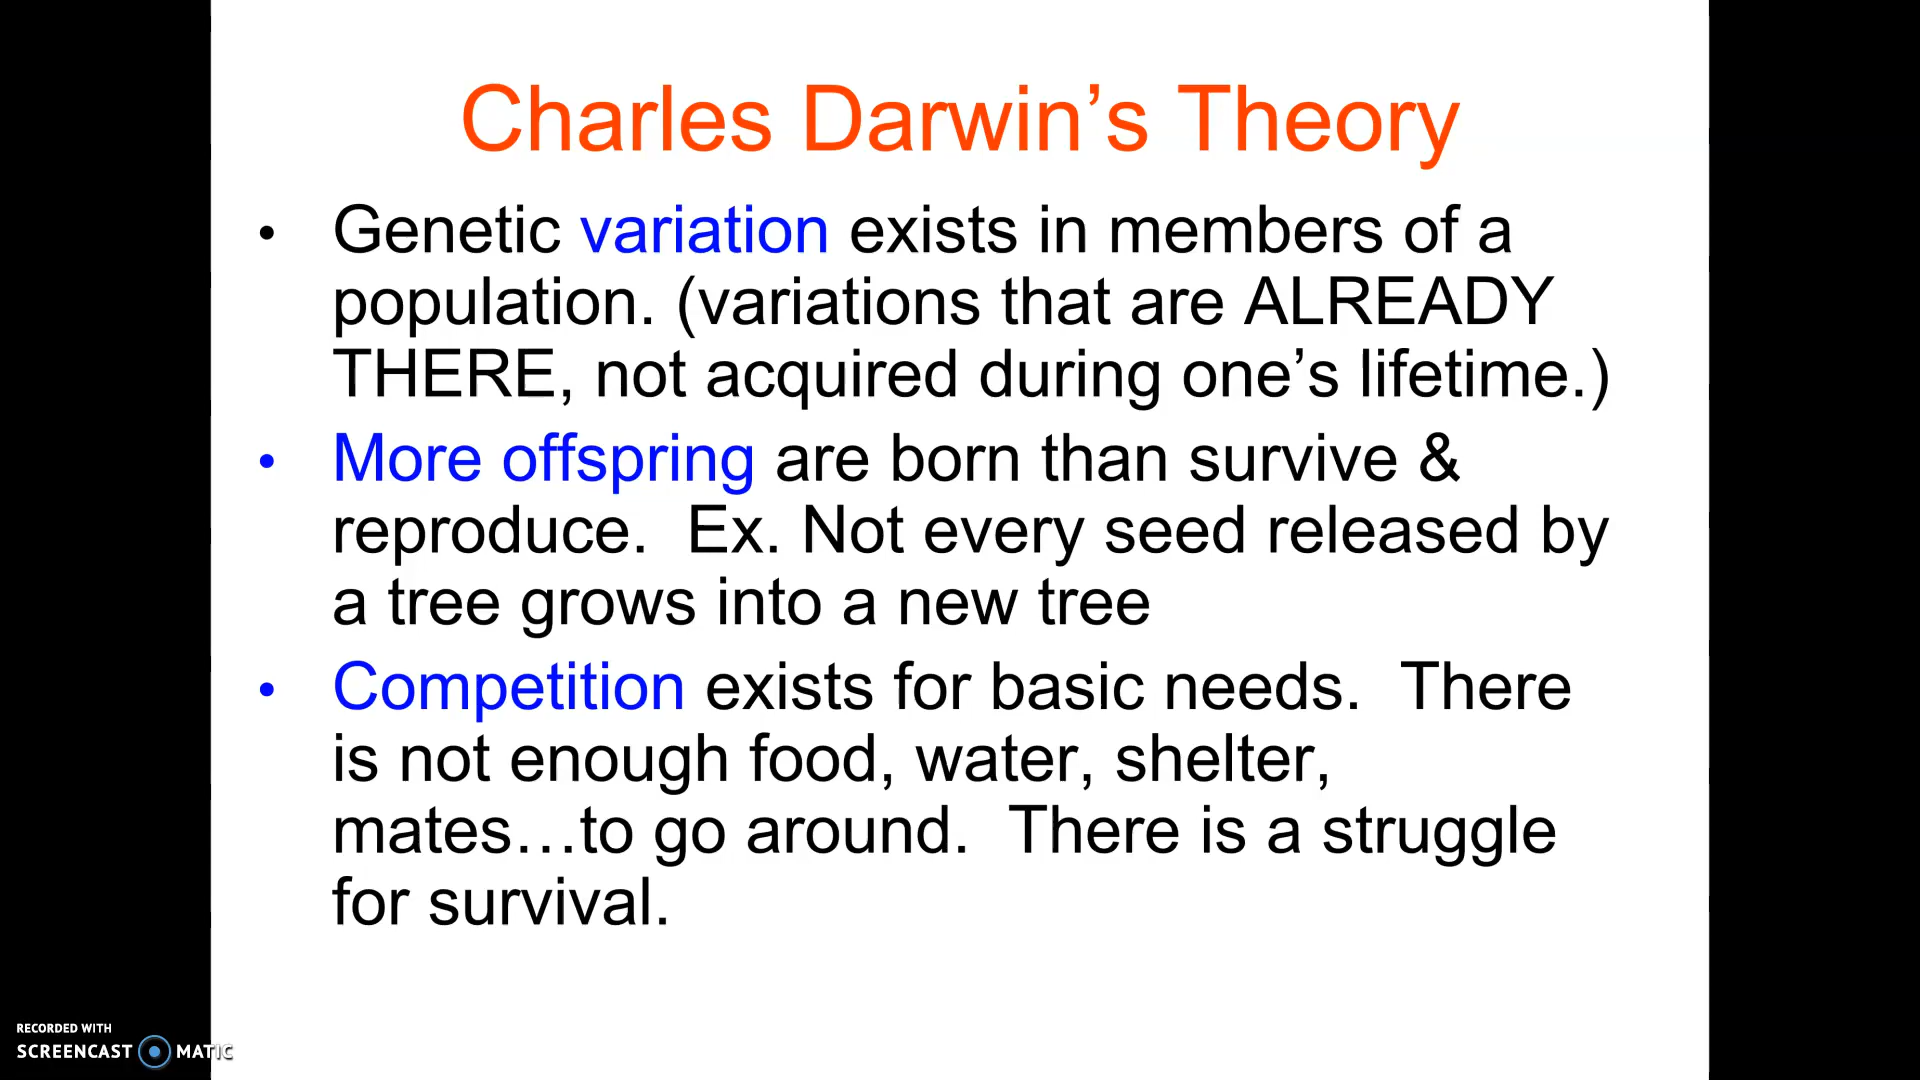 Charles Darwin’s Theory
• Genetic variation exists in members of a
population. (variations that are ALREADY
THERE, not acquired during one’s lifetime.)
• More offspring are born than survive &
reproduce.  Ex. Not every seed released by
a tree grows into a new tree
• Competition exists for basic needs.  There
is not enough food, water, shelter,
mates…to go around.  There is a struggle
for survival.
RECORDED WITH
SCREENCAST MATIC